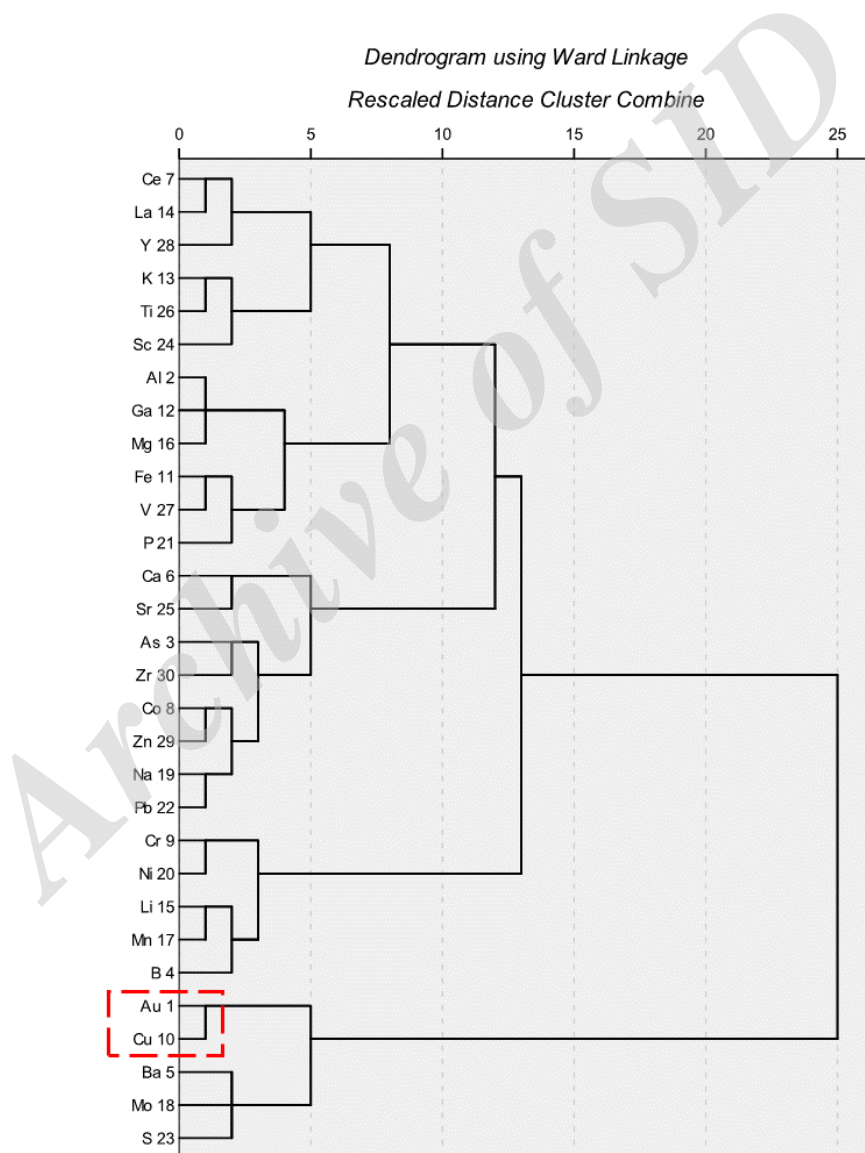 Dendrogram using Ward Linkage
Rescaled Distance Cluster Combine
0 5 10 15 20 25
Ce 7
La 14
Y 28
K 13
Ti 26
Sc 24
Al 2
Ga 12
Mg 16
Fe 11
V 27
P 21
Ca 6
Sr 25
As 3
Zr 30
Co 8
Zn 29
Na 19
Pb 22
Cr 9
Ni 20
Li 15
Mn 17
B 4
Au 1
Cu 10
Ba 5
Mo 18
S 23
Archive of SID